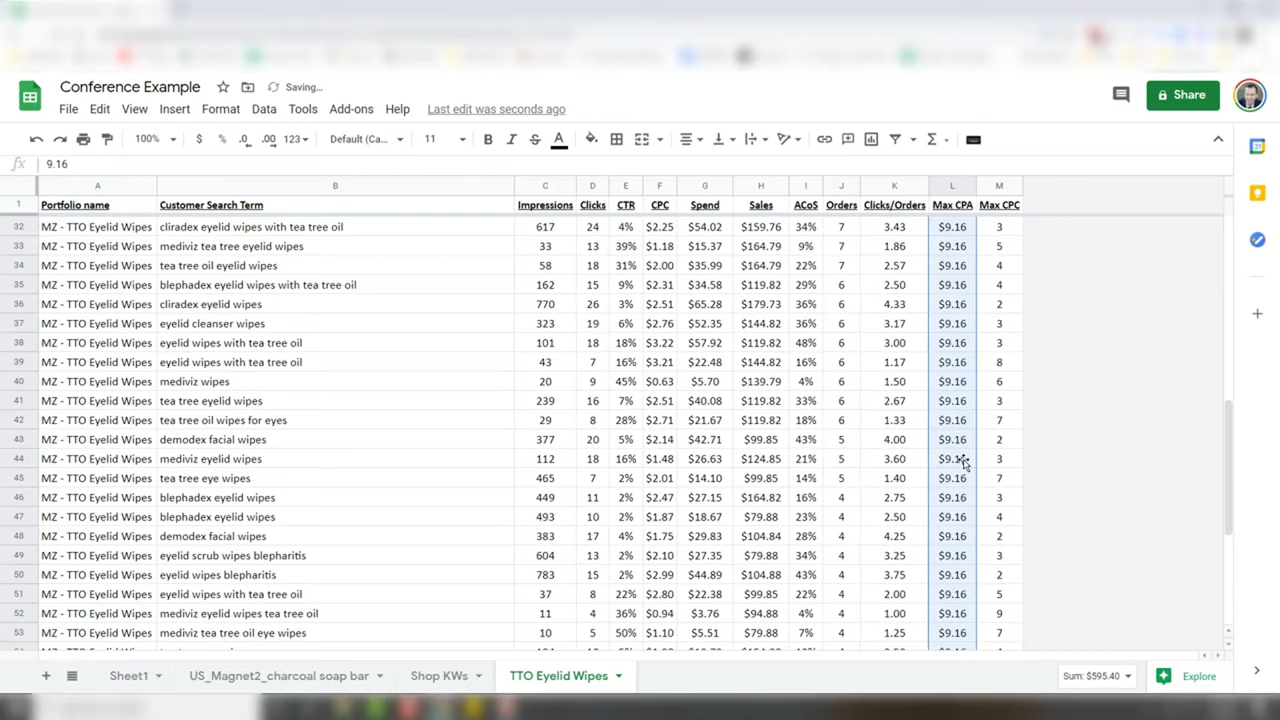 Conference Example Saving...
File Edit View Insert Format Data Tools Add-ons Help Last edit was seconds ago
Share
100% $ % .0 .00 123 Default (Ca... 11 B I S A
fx 9.16
A B C D E F G H I J K L M
1 Portfolio name Customer Search Term Impressions Clicks CTR CPC Spend Sales ACoS Orders Clicks/Orders Max CPA Max CPC
32 MZ - TTO Eyelid Wipes cliradex eyelid wipes with tea tree oil 617 24 4% $2.25 $54.02 $159.76 34% 7 3.43 $9.16 3
33 MZ - TTO Eyelid Wipes mediviz tea tree eyelid wipes 33 13 39% $1.18 $15.37 $164.79 9% 7 1.86 $9.16 5
34 MZ - TTO Eyelid Wipes tea tree oil eyelid wipes 58 18 31% $2.00 $35.99 $164.79 22% 7 2.57 $9.16 4
35 MZ - TTO Eyelid Wipes blephadex eyelid wipes with tea tree oil 162 15 9% $2.31 $34.58 $119.82 29% 6 2.50 $9.16 4
36 MZ - TTO Eyelid Wipes cliradex eyelid wipes 770 26 3% $2.51 $65.28 $179.73 36% 6 4.33 $9.16 2
37 MZ - TTO Eyelid Wipes eyelid cleanser wipes 323 19 6% $2.76 $52.35 $144.82 36% 6 3.17 $9.16 3
38 MZ - TTO Eyelid Wipes eyelid wipes with tea tree oil 101 18 18% $3.22 $57.92 $119.82 48% 6 3.00 $9.16 3
39 MZ - TTO Eyelid Wipes eyelid wipes with tea tree oil 43 7 16% $3.21 $22.48 $144.82 16% 6 1.17 $9.16 8
40 MZ - TTO Eyelid Wipes mediviz wipes 20 9 45% $0.63 $5.70 $139.79 4% 6 1.50 $9.16 6
41 MZ - TTO Eyelid Wipes tea tree eyelid wipes 239 16 7% $2.51 $40.08 $119.82 33% 6 2.67 $9.16 3
42 MZ - TTO Eyelid Wipes tea tree oil wipes for eyes 29 8 28% $2.71 $21.67 $119.82 18% 6 1.33 $9.16 7
43 MZ - TTO Eyelid Wipes demodex facial wipes 377 20 5% $2.14 $42.71 $99.85 43% 5 4.00 $9.16 2
44 MZ - TTO Eyelid Wipes mediviz eyelid wipes 112 18 16% $1.48 $26.63 $124.85 21% 5 3.60 $9.16 3
45 MZ - TTO Eyelid Wipes tea tree eye wipes 465 7 2% $2.01 $14.10 $99.85 14% 5 1.40 $9.16 7
46 MZ - TTO Eyelid Wipes blephadex eyelid wipes 449 11 2% $2.47 $27.15 $164.82 16% 4 2.75 $9.16 3
47 MZ - TTO Eyelid Wipes blephadex eyelid wipes 493 10 2% $1.87 $18.67 $79.88 23% 4 2.50 $9.16 4
48 MZ - TTO Eyelid Wipes demodex facial wipes 383 17 4% $1.75 $29.83 $104.84 28% 4 4.25 $9.16 2
49 MZ - TTO Eyelid Wipes eyelid scrub wipes blepharitis 604 13 2% $2.10 $27.35 $79.88 34% 4 3.25 $9.16 3
50 MZ - TTO Eyelid Wipes eyelid wipes blepharitis 783 15 2% $2.99 $44.89 $104.88 43% 4 3.75 $9.16 2
51 MZ - TTO Eyelid Wipes eyelid wipes with tea tree oil 37 8 22% $2.80 $22.38 $99.85 22% 4 2.00 $9.16 5
52 MZ - TTO Eyelid Wipes mediviz eyelid wipes tea tree oil 11 4 36% $0.94 $3.76 $94.88 4% 4 1.00 $9.16 9
53 MZ - TTO Eyelid Wipes mediviz tea tree oil eye wipes 10 5 50% $1.10 $5.51 $79.88 7% 4 1.25 $9.16 7
Sheet1 US_Magnet2_charcoal soap bar Shop KWs TTO Eyelid Wipes Sum: $595.40 Explore